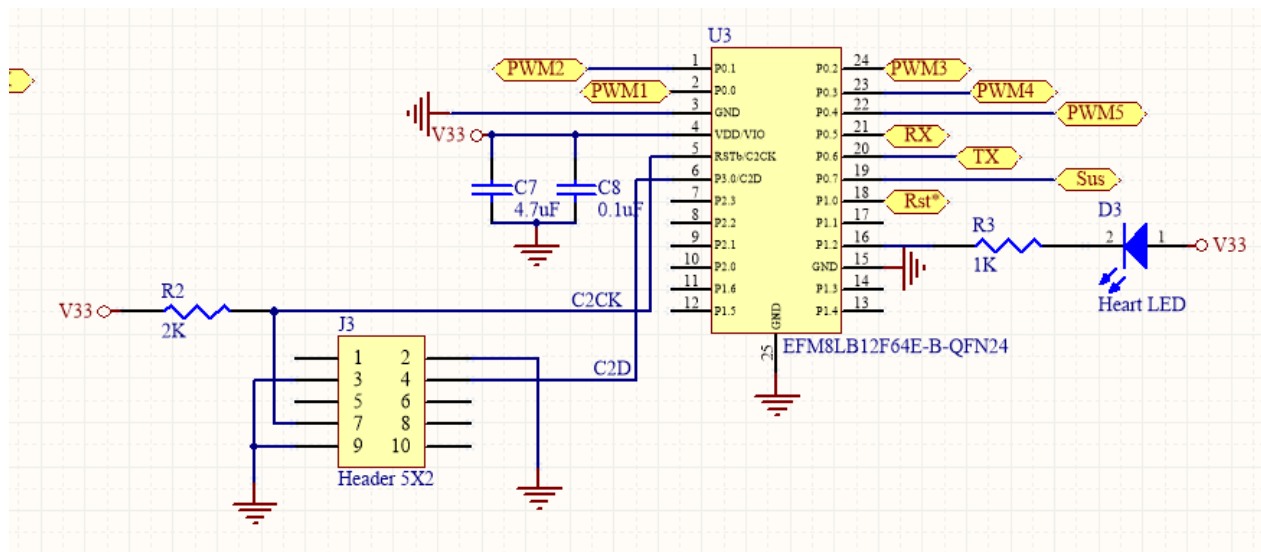 U3
PWM2 1 P0.1 P0.2 24 PWM3
PWM1 2 P0.0 P0.3 23 PWM4
3 GND P0.4 22 PWM5
V33 4 VDD/VIO P0.5 21 RX
5 RSTb/C2CK P0.6 20 TX
6 P3.0/C2D P0.7 19 Sus
7 P2.3 P1.0 18 Rst*
8 P2.2 P1.1 17
9 P2.1 P1.2 16
10 P2.0 GND 15
11 P1.6 P1.3 14
12 P1.5 P1.4 13
GND
25
EFM8LB12F64E-B-QFN24
C7
4.7uF
C8
0.1uF
R3
1K
D3
2 1 V33
Heart LED
V33
R2
2K
C2CK
C2D
J3
1 2
3 4
5 6
7 8
9 10
Header 5X2